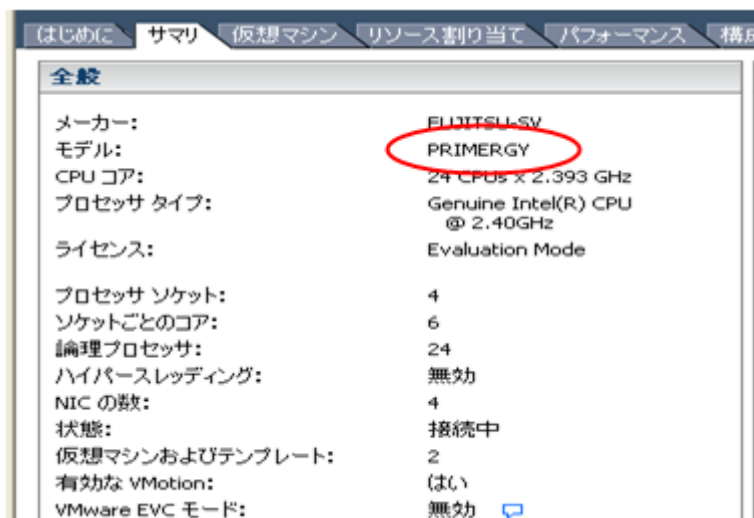 はじめに サマリ 仮想マシン リソース割り当て パフォーマンス 構成
全般
メーカー: FUJITSU-SV
モデル: PRIMERGY
CPU コア: 24 CPUs x 2.393 GHz
プロセッサ タイプ: Genuine Intel(R) CPU
@ 2.40GHz
ライセンス: Evaluation Mode
プロセッサ ソケット: 4
ソケットごとのコア: 6
論理プロセッサ: 24
ハイパースレッディング: 無効
NIC の数: 4
状態: 接続中
仮想マシンおよびテンプレート: 2
有効な VMotion: はい
VMware EVC モード: 無効